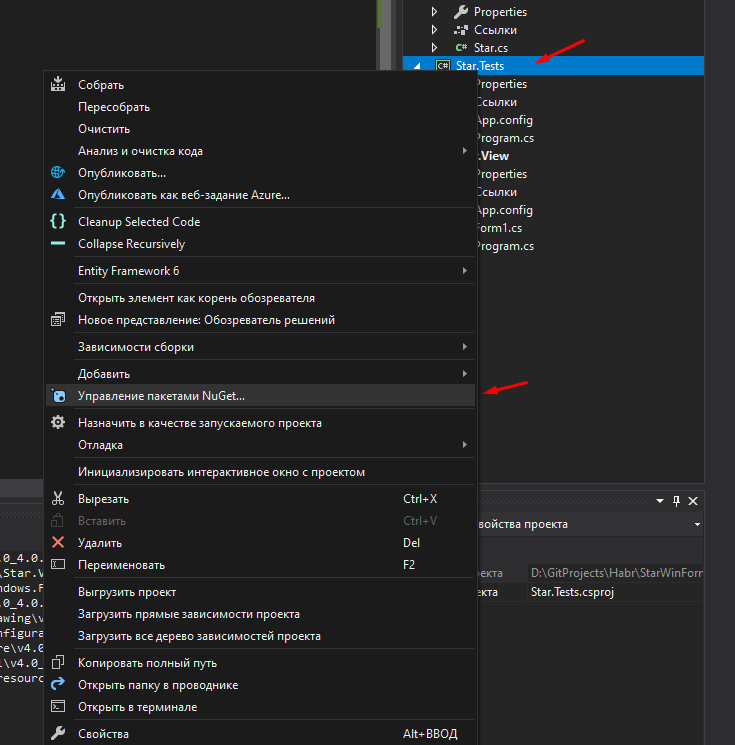 Properties
Ссылки
C# Star.cs
C# Star.Tests
Properties
Ссылки
App.config
Program.cs
.View
Properties
Ссылки
App.config
Form1.cs
Program.cs
Собрать
Пересобрать
Очистить
Анализ и очистка кода
Опубликовать...
Опубликовать как веб-задание Azure...
Cleanup Selected Code
Collapse Recursively
Entity Framework 6
Открыть элемент как корень обозревателя
Новое представление: Обозреватель решений
Зависимости сборки
Добавить
Управление пакетами NuGet...
Назначить в качестве запускаемого проекта
Отладка
Инициализировать интерактивное окно с проектом
Вырезать Ctrl+X
Вставить Ctrl+V
Удалить Del
Переименовать F2
Выгрузить проект
Загрузить прямые зависимости проекта
Загрузить все дерево зависимостей проекта
Копировать полный путь
Открыть папку в проводнике
Открыть в терминале
Свойства Alt+ВВОД
войства проекта
екта D:\GitProjects\Habr\StarWinForm
екта Star.Tests.csproj
.0_4.0.
\Star.V
ndows.F
.0_4.0.
awing\v
nfigura
re\v4.0
l\v4.0_
resourc